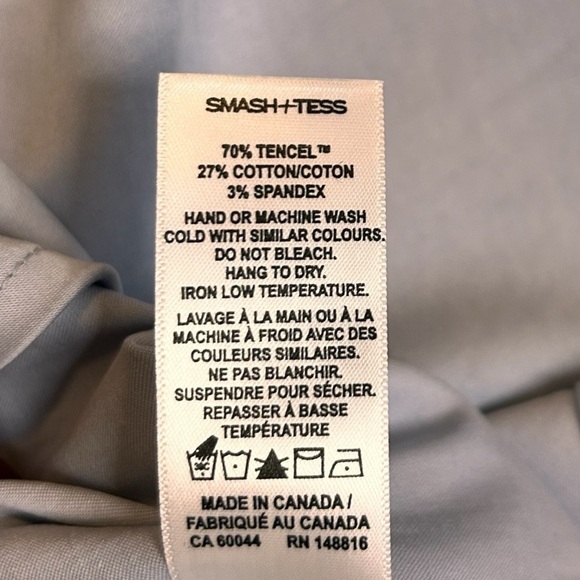 SMASH+TESS
70% TENCEL™
27% COTTON/COTON
3% SPANDEX
HAND OR MACHINE WASH
COLD WITH SIMILAR COLOURS.
DO NOT BLEACH.
HANG TO DRY.
IRON LOW TEMPERATURE.
LAVAGE À LA MAIN OU À LA
MACHINE À FROID AVEC DES
COULEURS SIMILAIRES.
NE PAS BLANCHIR.
SUSPENDRE POUR SÉCHER.
REPASSER À BASSE
TEMPÉRATURE
MADE IN CANADA /
FABRIQUÉ AU CANADA
CA 60044 RN 148816